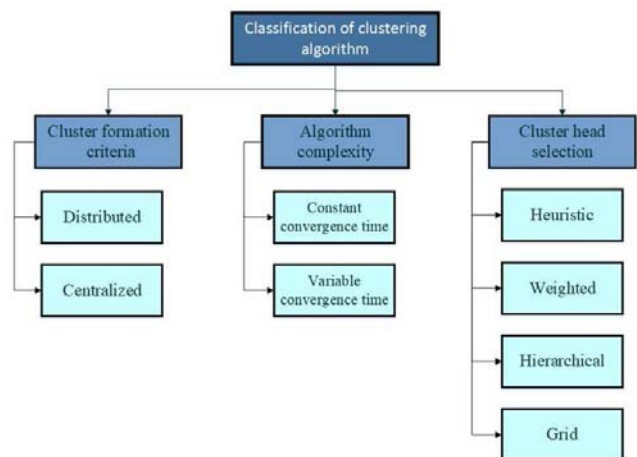 Classification of clustering
algorithm
Cluster formation
criteria
Algorithm
complexity
Cluster head
selection
Distributed
Centralized
Constant
convergence time
Variable
convergence time
Heuristic
Weighted
Hierarchical
Grid